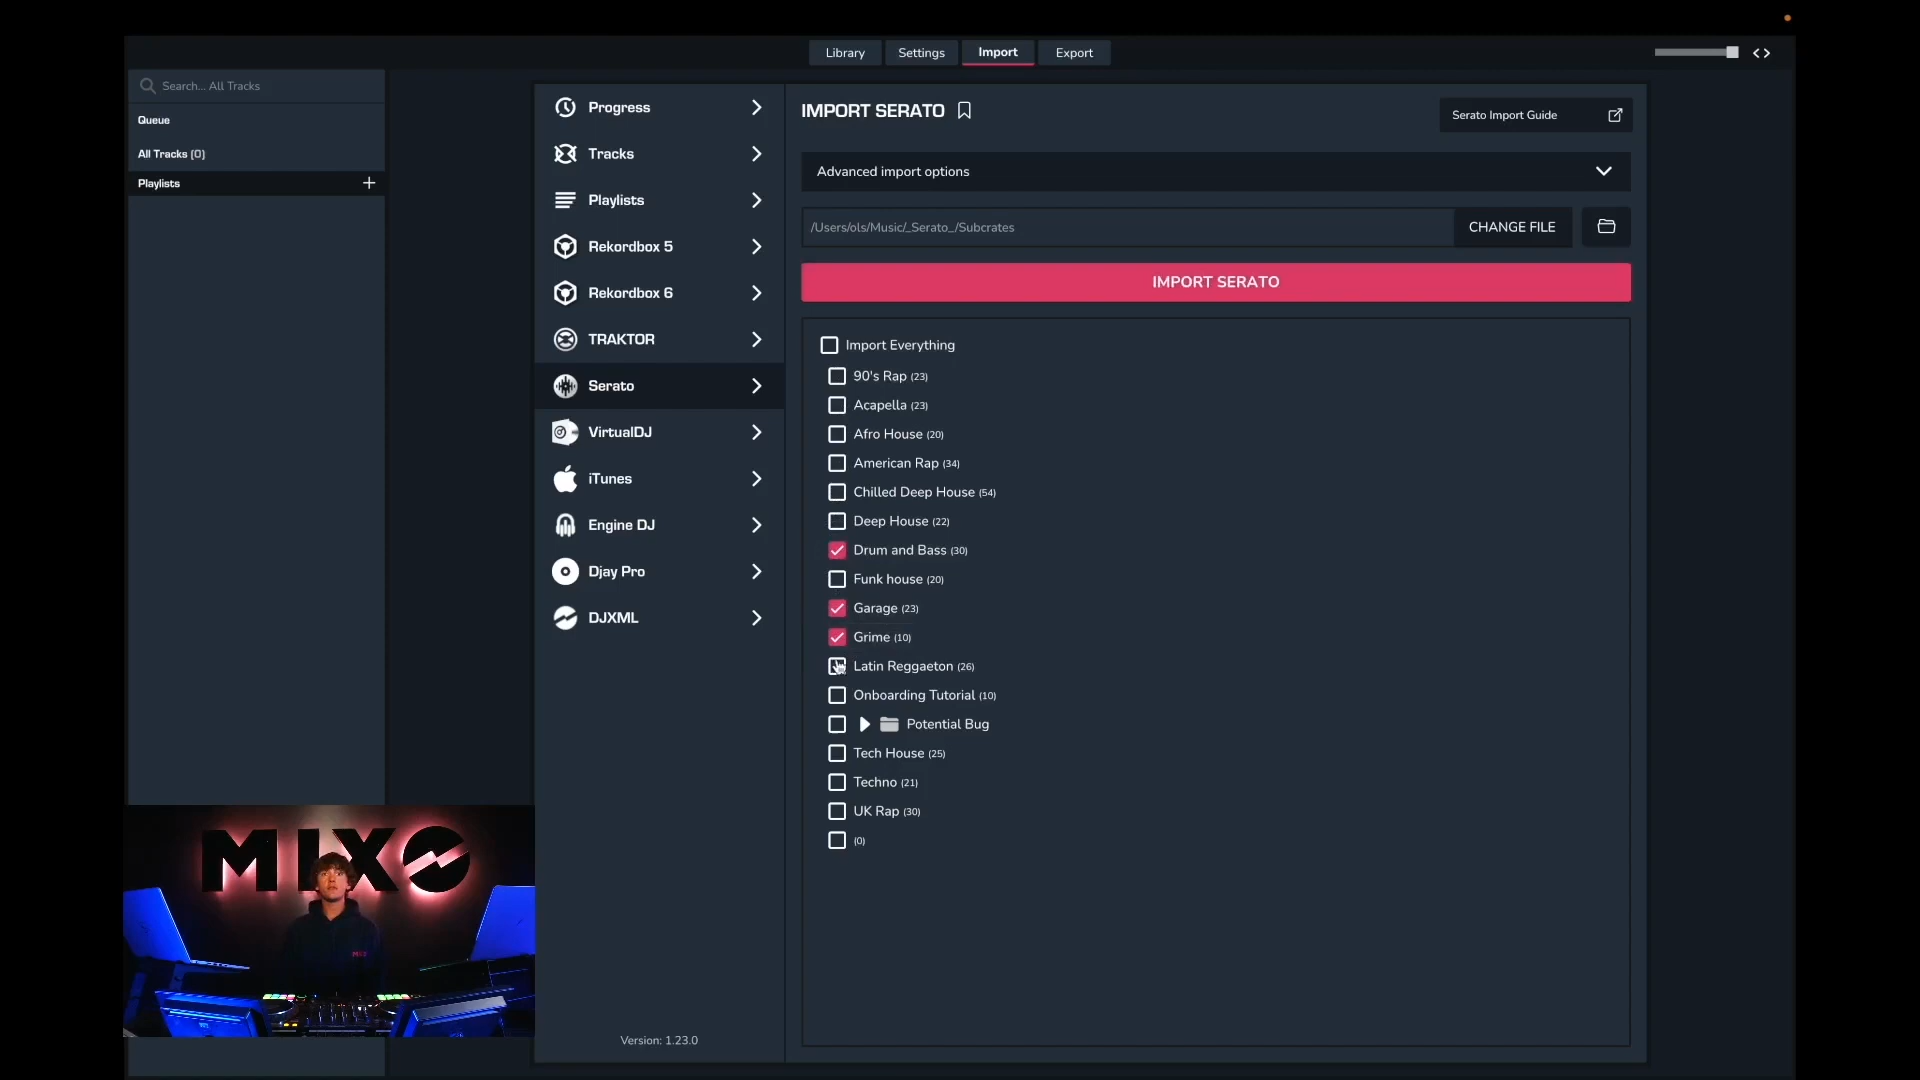 Library
Settings
Import
Export
Search... All Tracks
Queue
All Tracks (0)
Playlists
Progress
Tracks
Playlists
Rekordbox 5
Rekordbox 6
TRAKTOR
Serato
VirtualDJ
iTunes
Engine DJ
Djay Pro
DJXML
Version: 1.23.0
IMPORT SERATO
Serato Import Guide
Advanced import options
/Users/ols/Music/_Serato_/Subcrates
CHANGE FILE
IMPORT SERATO
Import Everything
90's Rap (23)
Acapella (23)
Afro House (20)
American Rap (34)
Chilled Deep House (54)
Deep House (22)
Drum and Bass (30)
Funk house (20)
Garage (23)
Grime (10)
Latin Reggaeton (26)
Onboarding Tutorial (10)
Potential Bug
Tech House (25)
Techno (21)
UK Rap (30)
(0)
MIXO